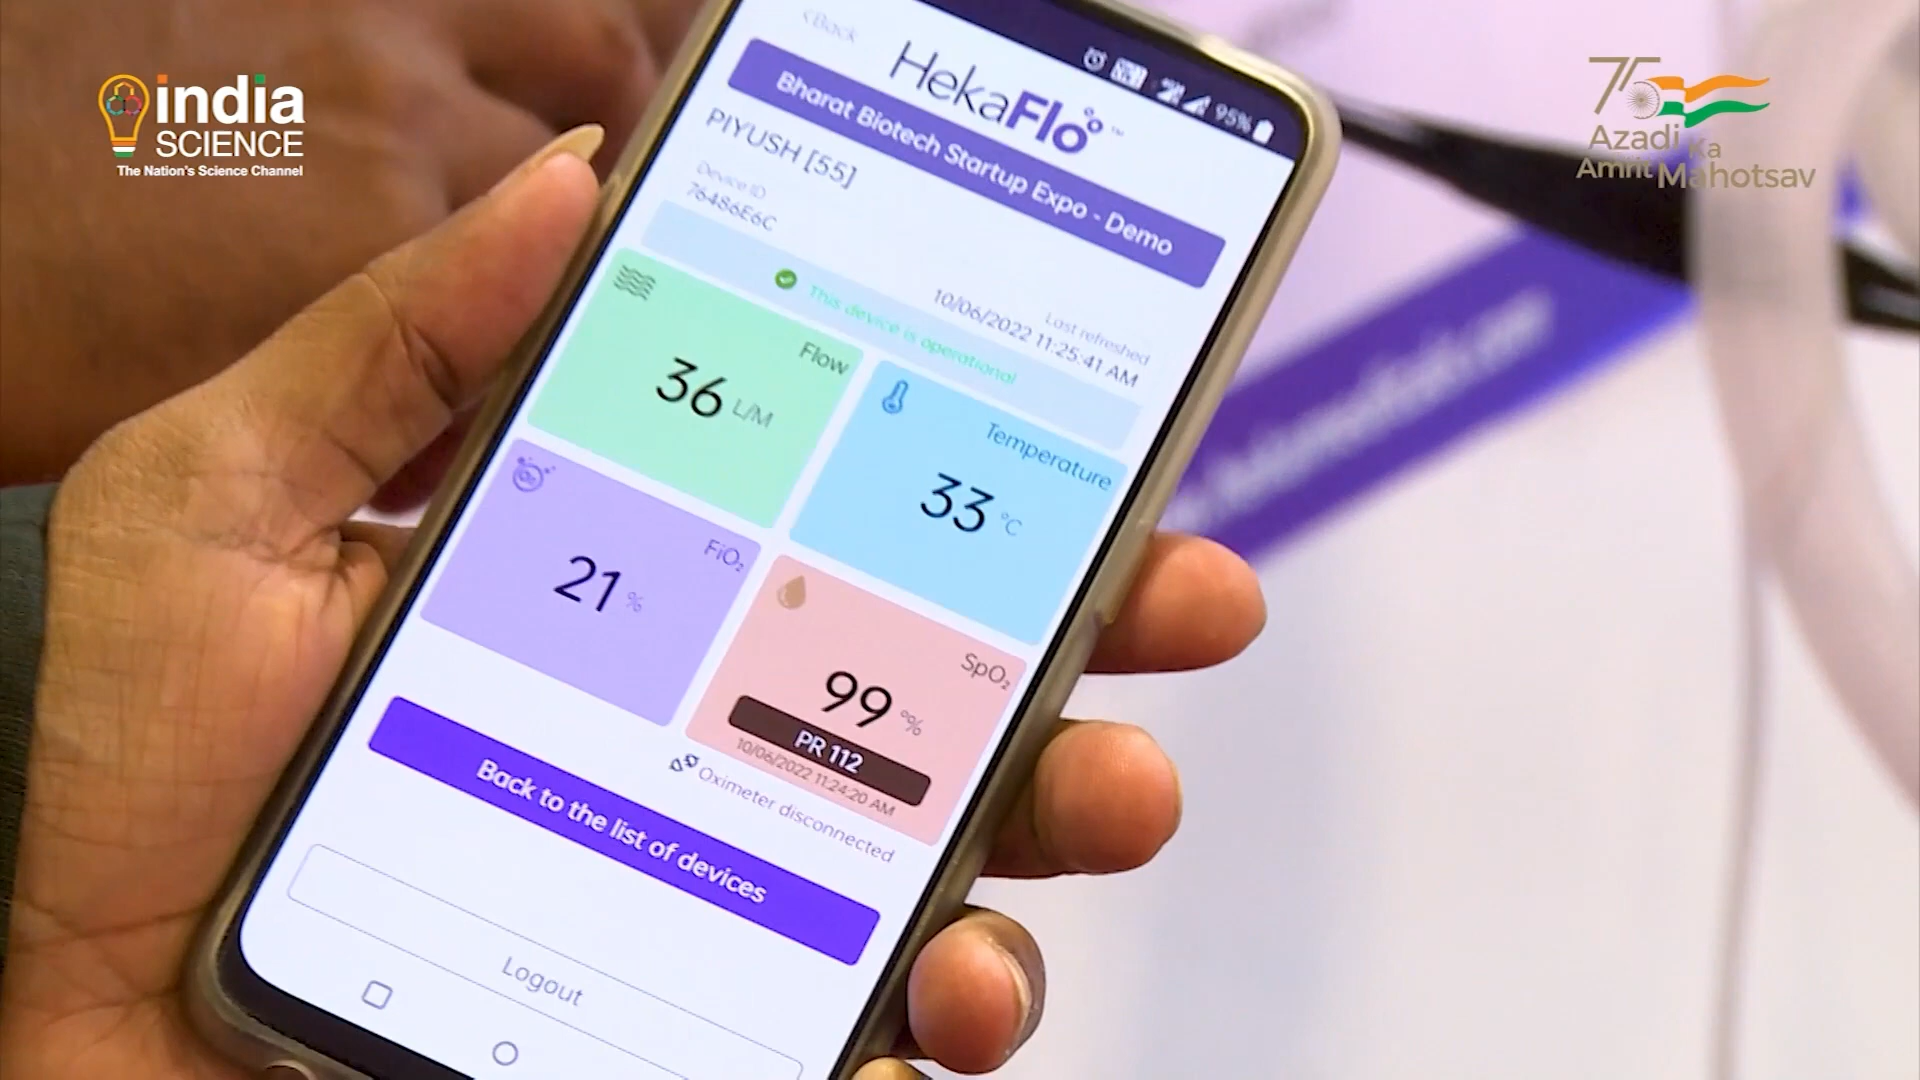 india
SCIENCE
The Nation's Science Channel
75
Azadi Ka
Amrit Mahotsav
95%
<Back
HekaFlo™
Bharat Biotech Startup Expo - Demo
PIYUSH [55]
Device ID
76486E6C
Last refreshed
10/06/2022 11:25:41 AM
This device is operational
Flow
36 L/M
Temperature
33 °C
FiO₂
21 %
SpO₂
99 %
PR 112
10/06/2022 11:24:20 AM
Oximeter disconnected
Back to the list of devices
Logout